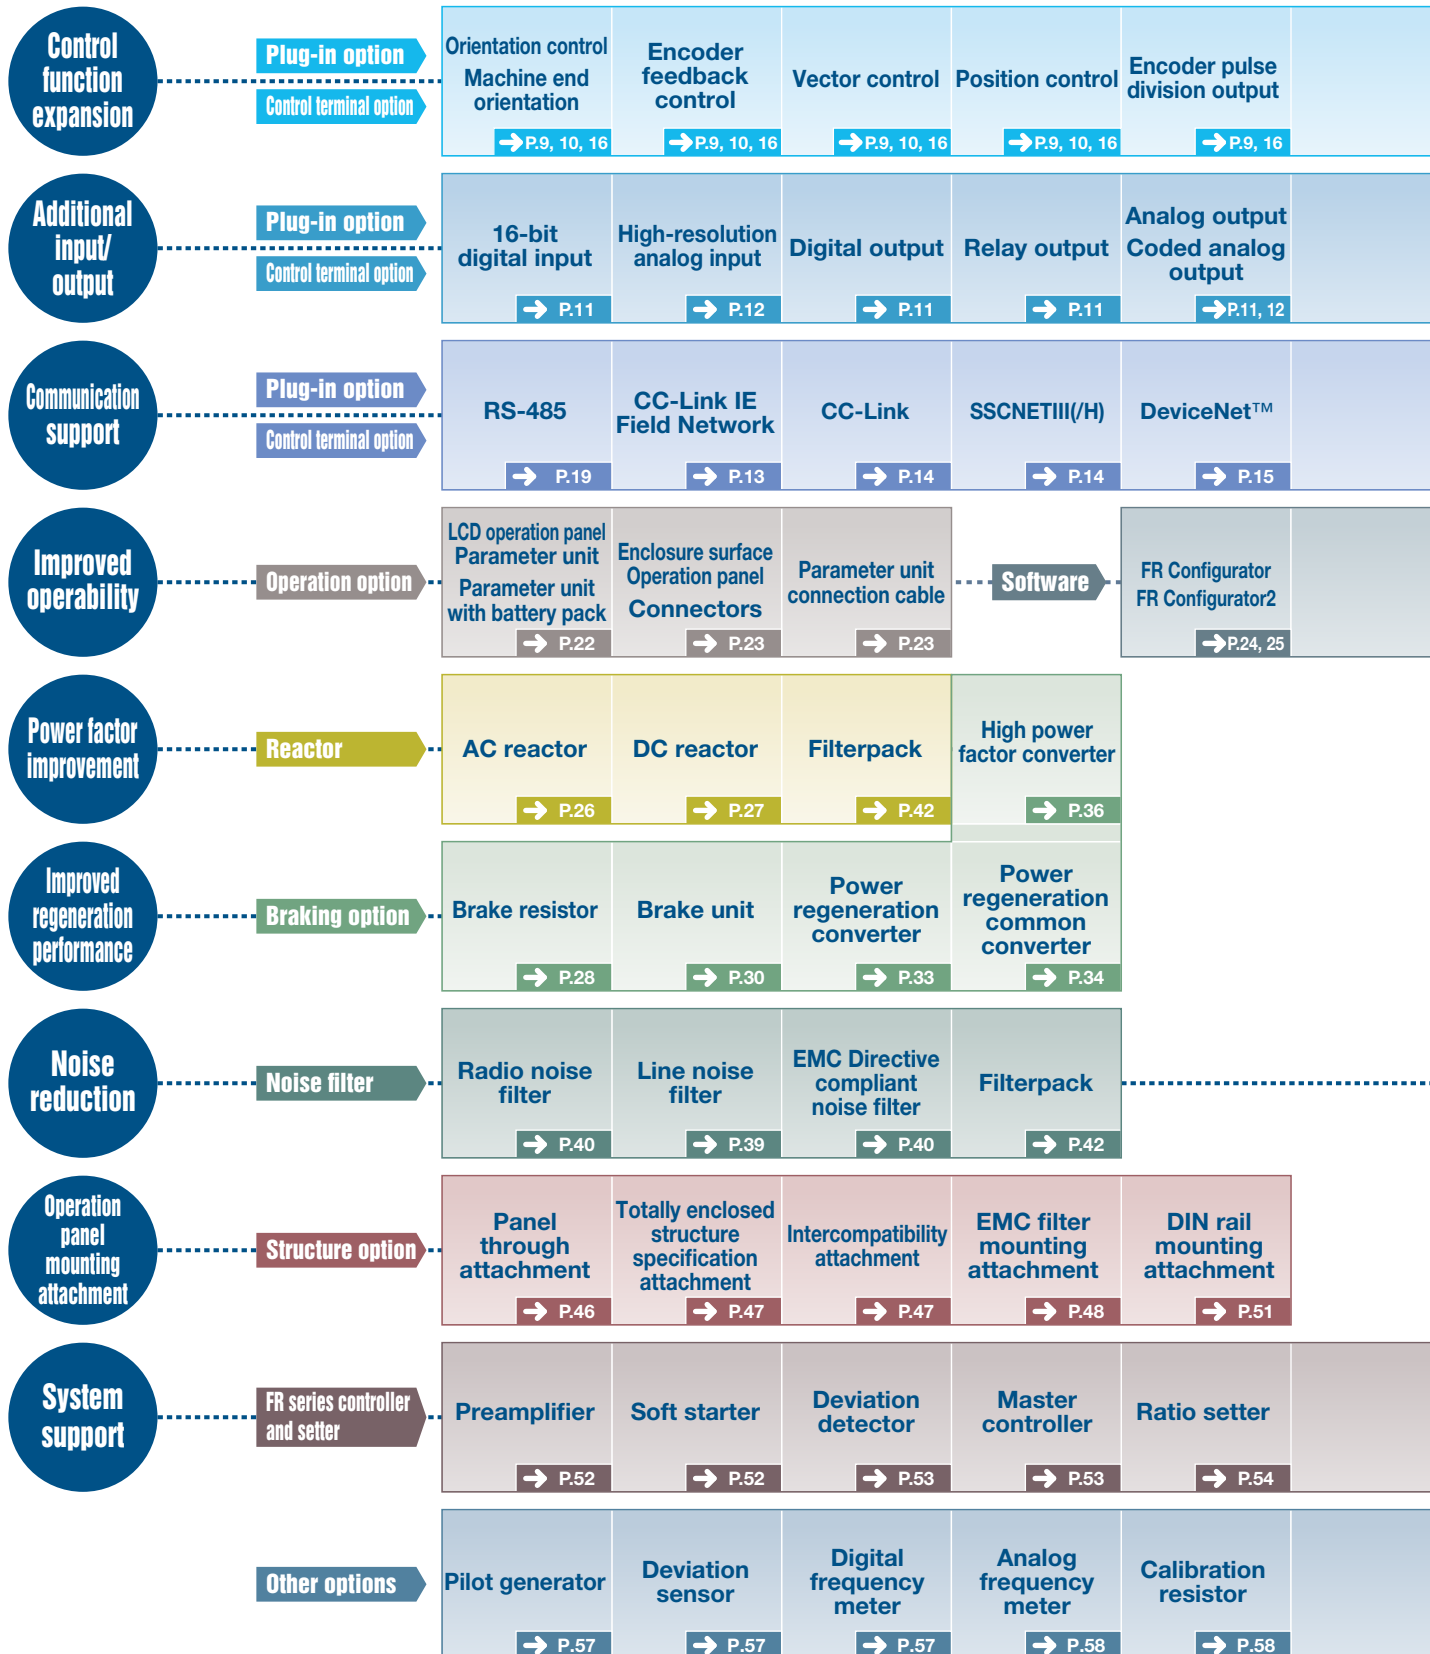 Control
function
expansion
Plug-in option
Control terminal option
Orientation control
Machine end
orientation
→P.9, 10, 16
Encoder
feedback
control
→P.9, 10, 16
Vector control
→P.9, 10, 16
Position control
→P.9, 10, 16
Encoder pulse
division output
→P.9, 16
Additional
input/
output
Plug-in option
Control terminal option
16-bit
digital input
→ P.11
High-resolution
analog input
→ P.12
Digital output
→ P.11
Relay output
→ P.11
Analog output
Coded analog
output
→P.11, 12
Communication
support
Plug-in option
Control terminal option
RS-485
→ P.19
CC-Link IE
Field Network
→ P.13
CC-Link
→ P.14
SSCNETIII(/H)
→ P.14
DeviceNet™
→ P.15
Improved
operability
Operation option
LCD operation panel
Parameter unit
Parameter unit
with battery pack
→ P.22
Enclosure surface
Operation panel
Connectors
→ P.23
Parameter unit
connection cable
→ P.23
Software
FR Configurator
FR Configurator2
→P.24, 25
Power factor
improvement
Reactor
AC reactor
→ P.26
DC reactor
→ P.27
Filterpack
→ P.42
High power
factor converter
→ P.36
Improved
regeneration
performance
Braking option
Brake resistor
→ P.28
Brake unit
→ P.30
Power
regeneration
converter
→ P.33
Power
regeneration
common
converter
→ P.34
Noise
reduction
Noise filter
Radio noise
filter
→ P.40
Line noise
filter
→ P.39
EMC Directive
compliant
noise filter
→ P.40
Filterpack
→ P.42
Operation
panel
mounting
attachment
Structure option
Panel
through
attachment
→ P.46
Totally enclosed
structure
specification
attachment
→ P.47
Intercompatibility
attachment
→ P.47
EMC filter
mounting
attachment
→ P.48
DIN rail
mounting
attachment
→ P.51
System
support
FR series controller
and setter
Preamplifier
→ P.52
Soft starter
→ P.52
Deviation
detector
→ P.53
Master
controller
→ P.53
Ratio setter
→ P.54
Other options
Pilot generator
→ P.57
Deviation
sensor
→ P.57
Digital
frequency
meter
→ P.57
Analog
frequency
meter
→ P.58
Calibration
resistor
→ P.58